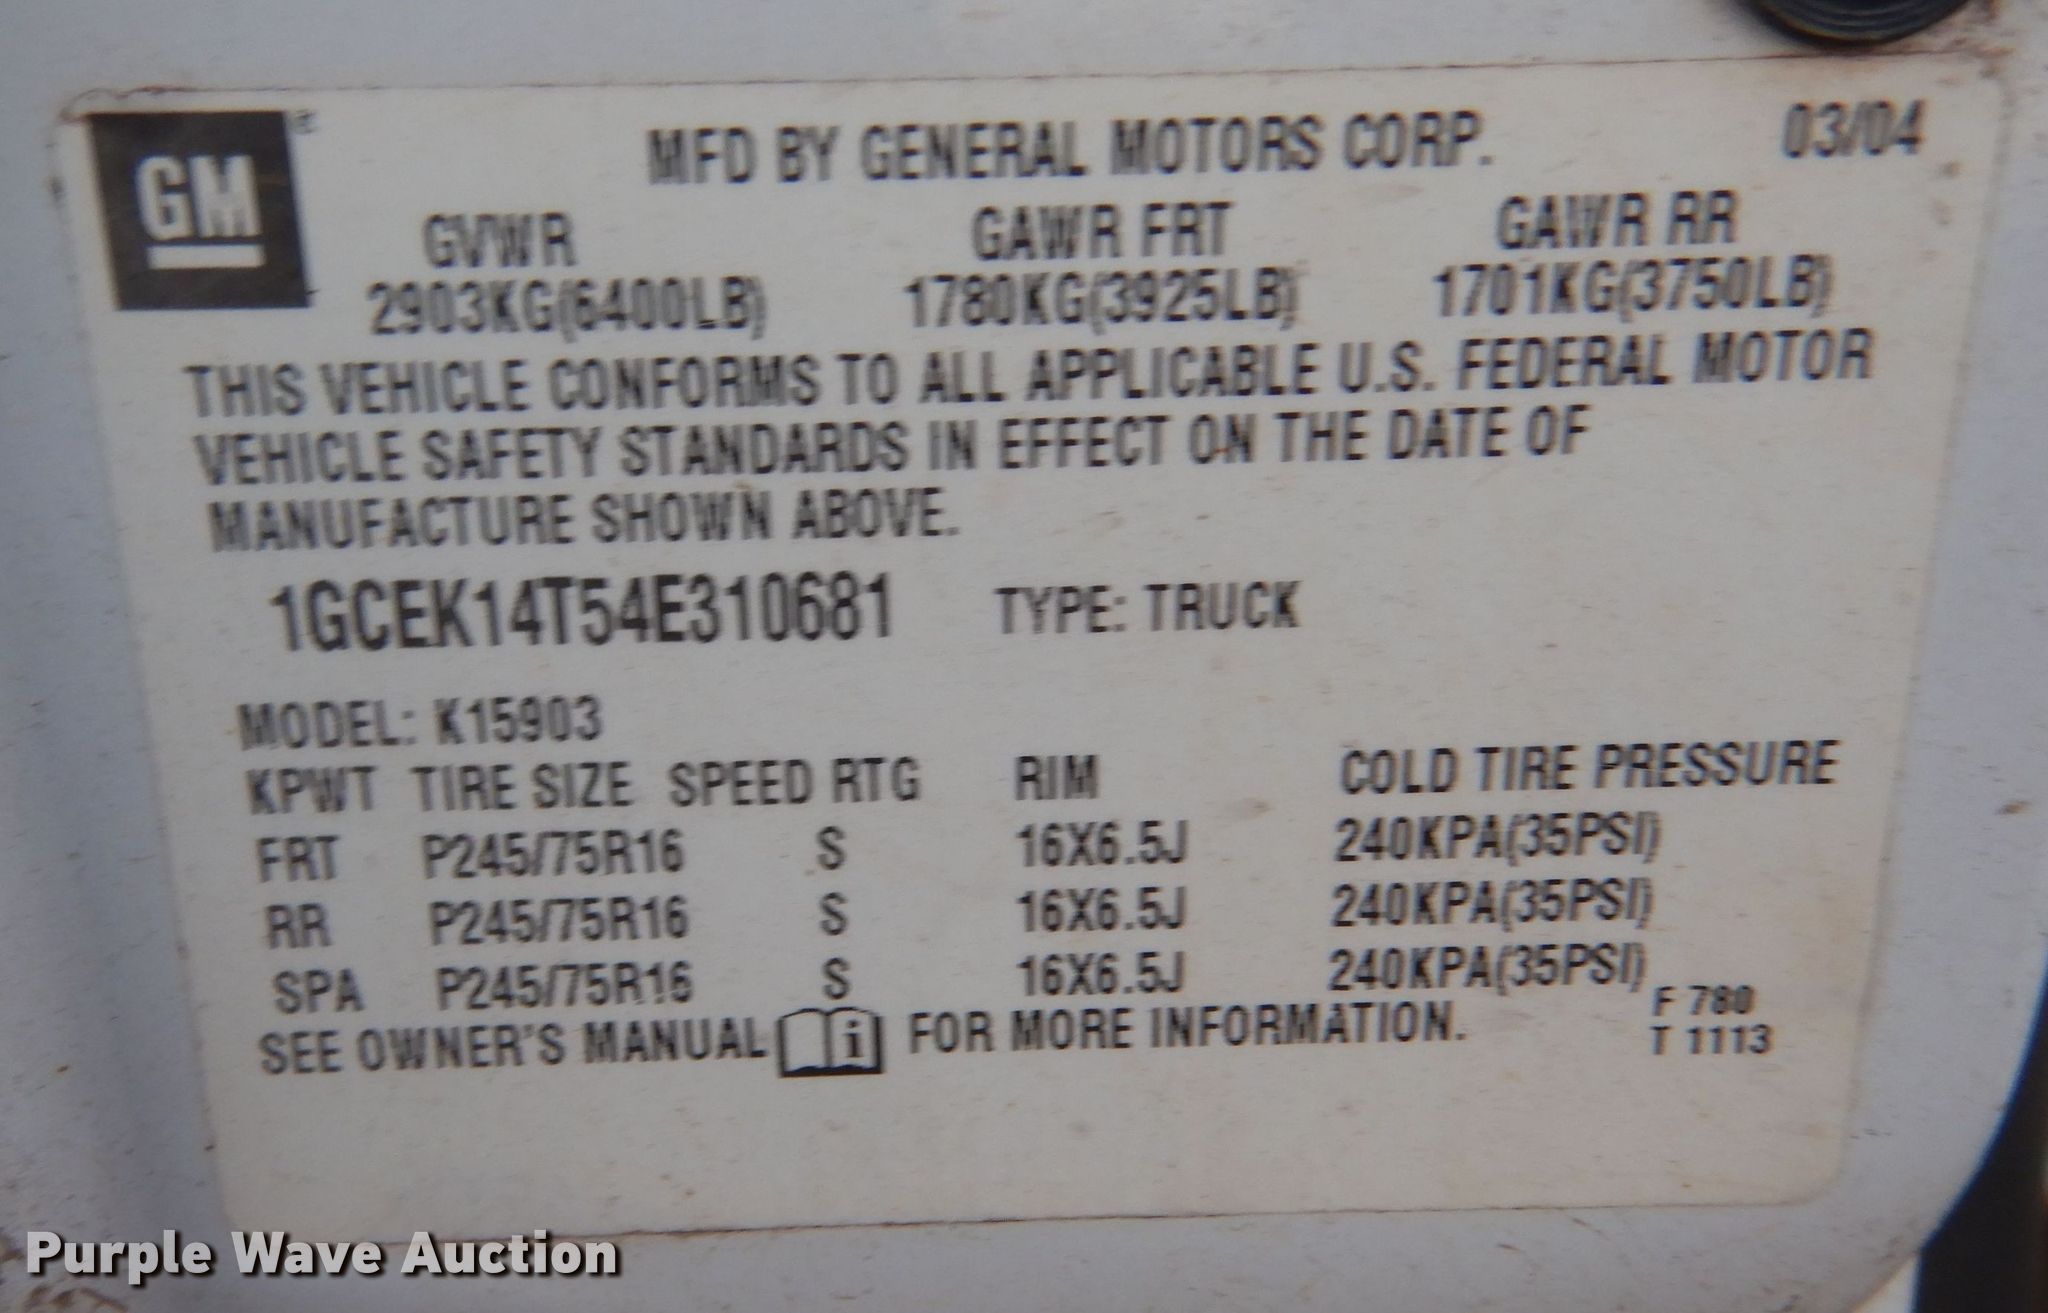 GM®
MFD BY GENERAL MOTORS CORP. 03/04
GVWR GAWR FRT GAWR RR
2903KG(6400LB) 1780KG(3925LB) 1701KG(3750LB)
THIS VEHICLE CONFORMS TO ALL APPLICABLE U.S. FEDERAL MOTOR
VEHICLE SAFETY STANDARDS IN EFFECT ON THE DATE OF
MANUFACTURE SHOWN ABOVE.
1GCEK14T54E310681 TYPE: TRUCK
MODEL: K15903
KPWT TIRE SIZE SPEED RTG RIM COLD TIRE PRESSURE
FRT P245/75R16 S 16X6.5J 240KPA(35PSI)
RR P245/75R16 S 16X6.5J 240KPA(35PSI)
SPA P245/75R16 S 16X6.5J 240KPA(35PSI)
SEE OWNER'S MANUAL i FOR MORE INFORMATION.
F 780
T 1113
Purple Wave Auction